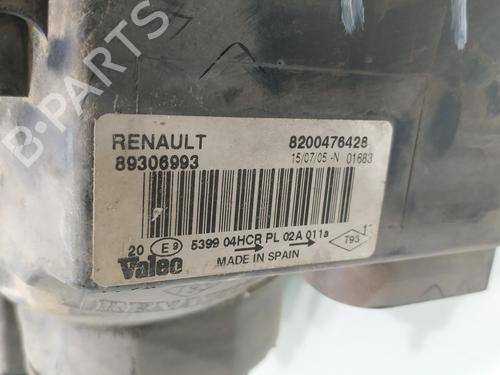 B-PARTS
RENAULT 8200476428
89306993 15/07/05 -N 01683
20 E9 5399 04HCR PL 02A 011a 793 1
Valeo MADE IN SPAIN